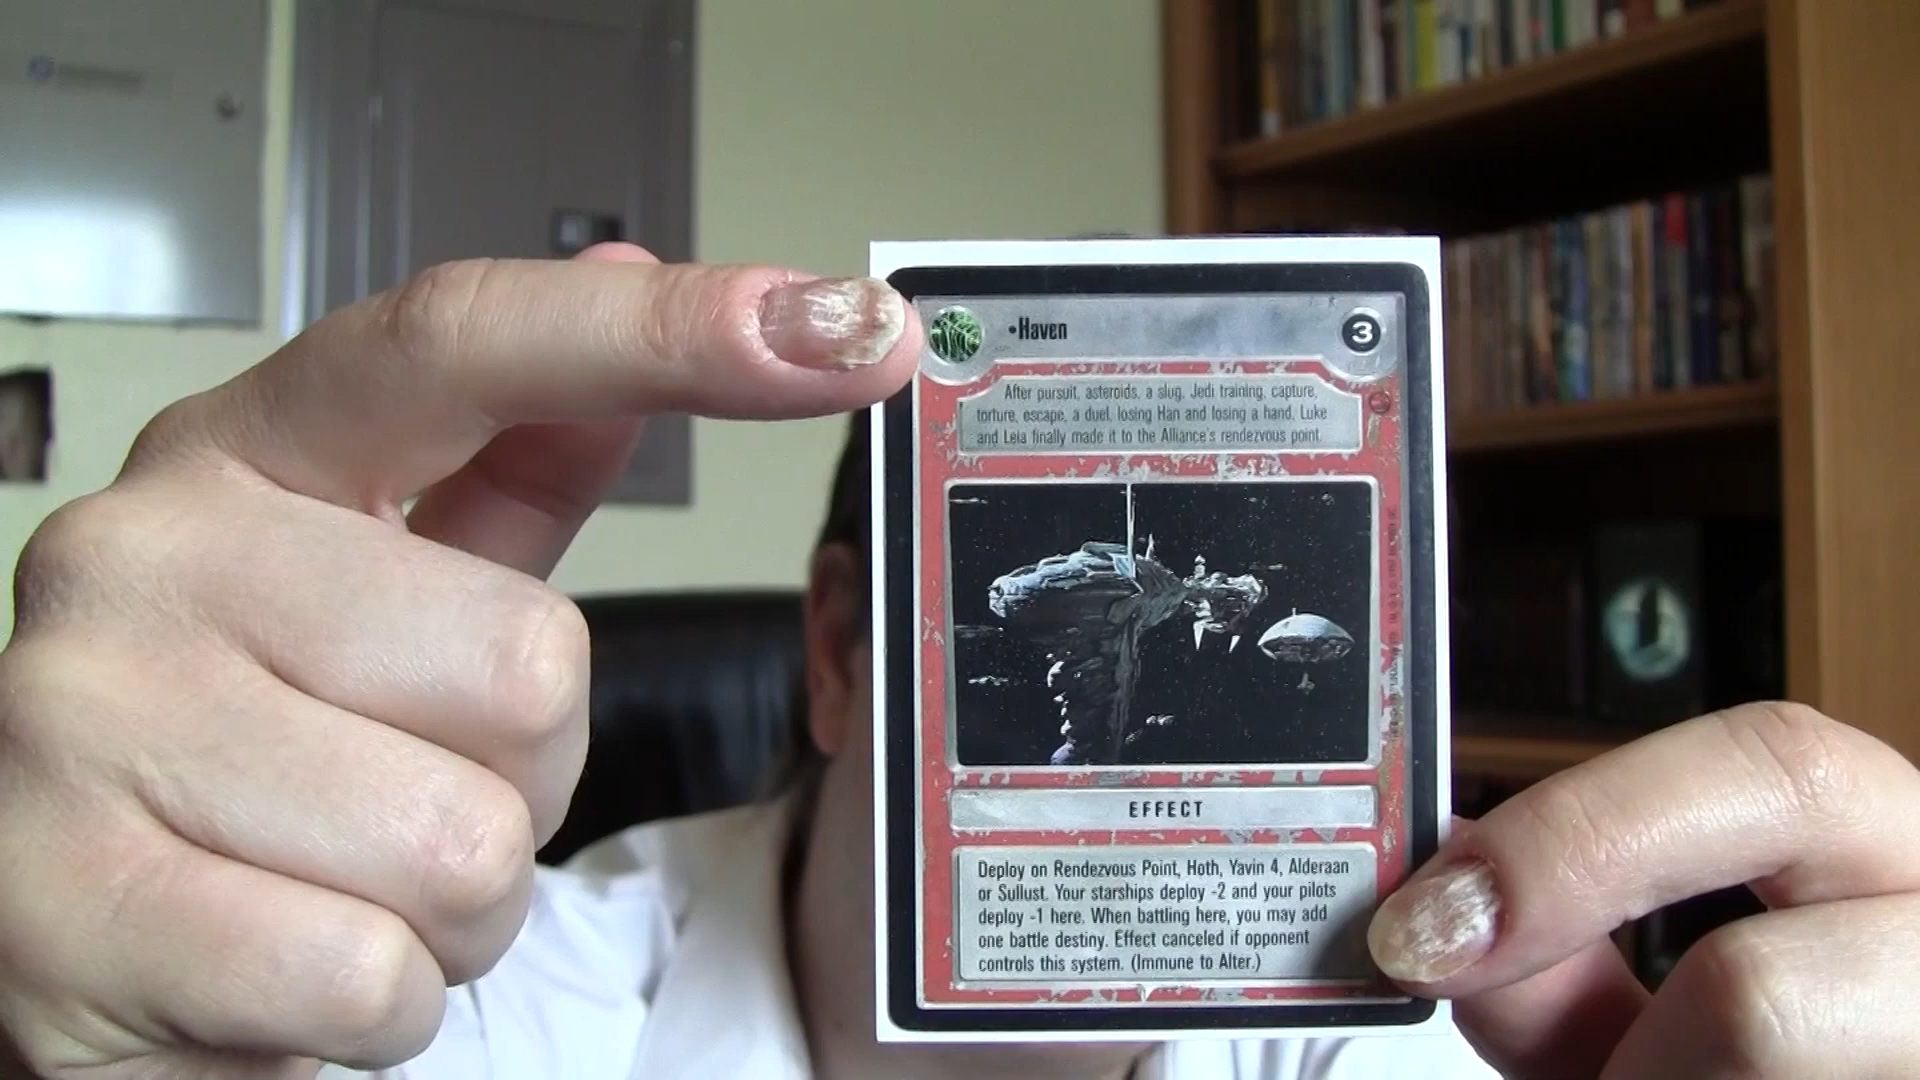 •Haven
3
After pursuit, asteroids, a slug, Jedi training, capture,
torture, escape, a duel, losing Han and losing a hand, Luke
and Leia finally made it to the Alliance's rendezvous point.
EFFECT
Deploy on Rendezvous Point, Hoth, Yavin 4, Alderaan
or Sullust. Your starships deploy -2 and your pilots
deploy -1 here. When battling here, you may add
one battle destiny. Effect canceled if opponent
controls this system. (Immune to Alter.)